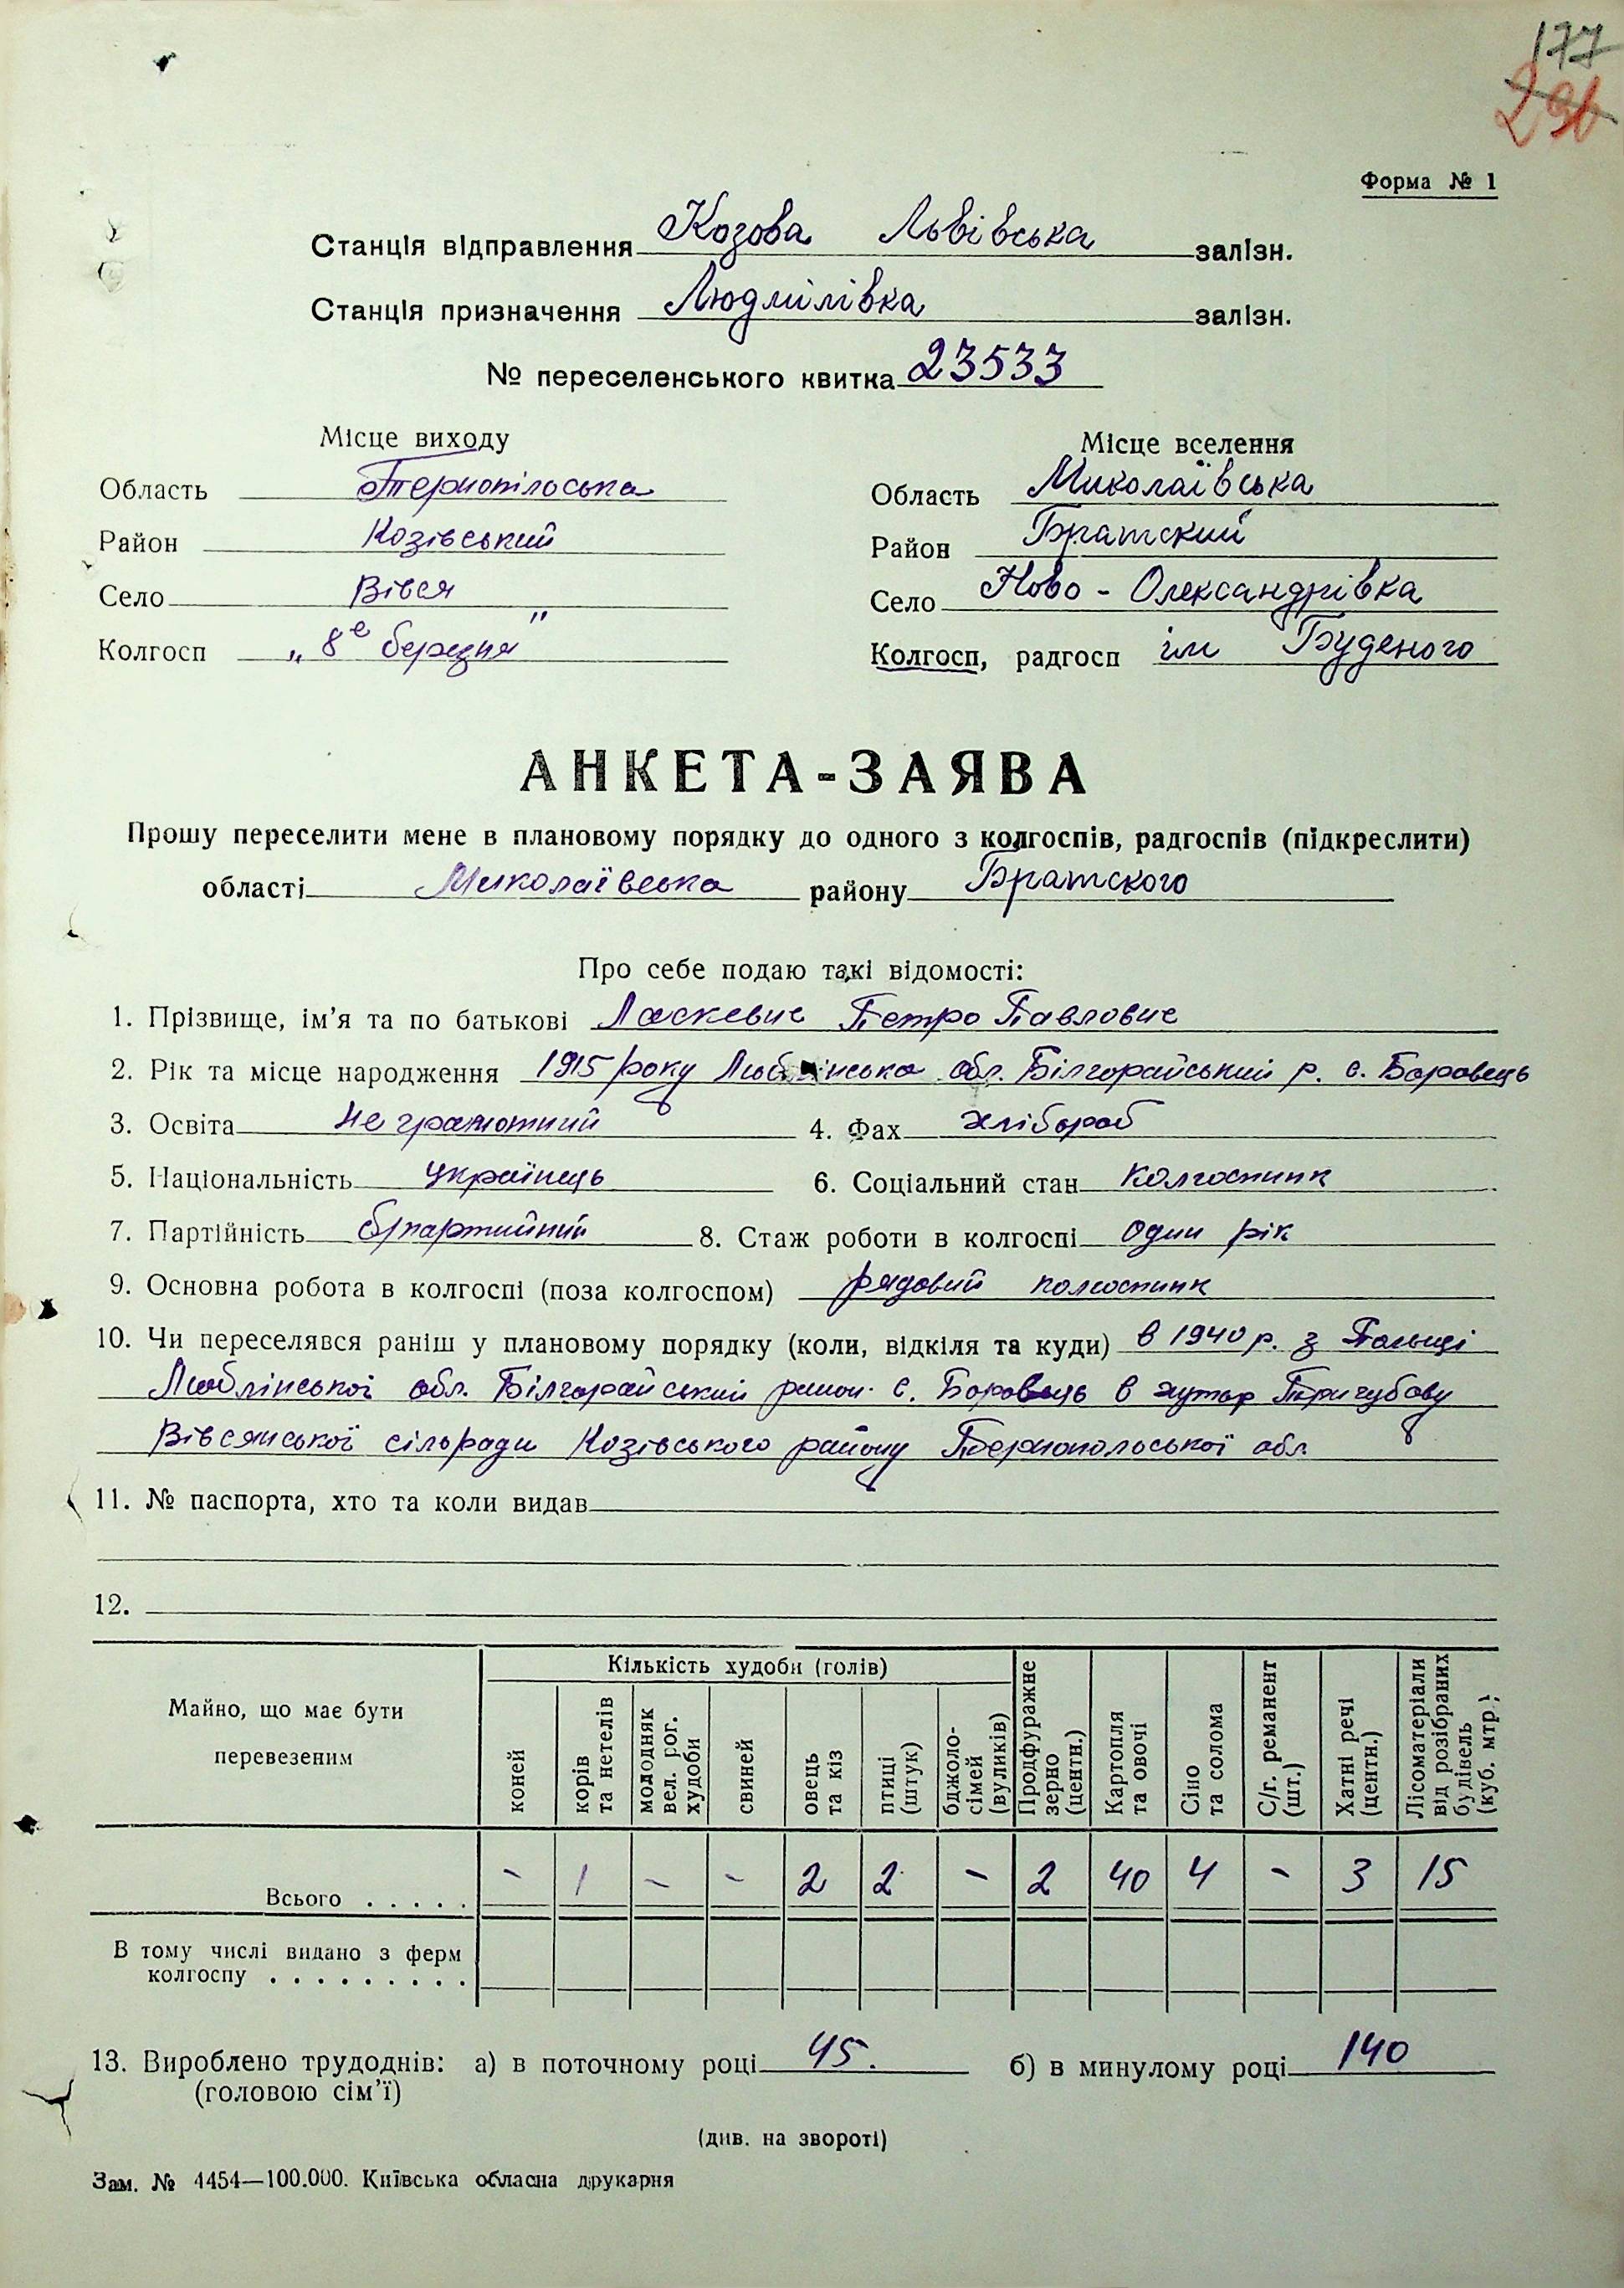 177
296
Форма № 1
Станція відправлення Козова Львівська залізн.
Станція призначення Людмилівка залізн.
№ переселенського квитка 23533
Місце виходу
Область Тернопільська
Район Козівський
Село Вівся
Колгосп „8е березня"
Місце вселення
Область Миколаївська
Район Братский
Село Ново-Олександрівка
Колгосп, радгосп ім Буденого
АНКЕТА-ЗАЯВА
Прошу переселити мене в плановому порядку до одного з колгоспів, радгоспів (підкреслити)
області Миколаївська району Братского
Про себе подаю такі відомості:
1. Прізвище, ім'я та по батькові Ласкевич Петро Павлович
2. Рік та місце народження 1915 року Люблінська обл. Білгорайський р. с. Боровець
3. Освіта не грамотний 4. Фах хлібороб
5. Національність українець 6. Соціальний стан колгоспник
7. Партійність бзпартийний 8. Стаж роботи в колгоспі один рік
9. Основна робота в колгоспі (поза колгоспом) рядовий колгоспник
10. Чи переселявся раніш у плановому порядку (коли, відкіля та куди) в 1940 р. з Польщі
Люблінської обл. Білгорайський район. с. Боровець в хутор Тригубову
Вівсянської сільради Козівського району Тернопольської обл.
11. № паспорта, хто та коли видав
12.
Майно, що має бути перевезеним
Кількість худоби (голів)
коней
корів та нетелів
молодняк вел. рог. худоби
свиней
овець та кіз
птиці (штук)
бджоло-сімей (вуликів)
Продфуражне зерно (центн.)
Картопля та овочі
Сіно та солома
С/г. реманент (шт.)
Хатні речі (центн.)
Лісоматеріали від розібраних будівель (куб. мтр.)
Всього . . . . . - 1 - - 2 2 - 2 40 4 - 3 15
В тому числі видано з ферм
колгоспу . . . . . . . . .
13. Вироблено трудоднів: а) в поточному році 45. б) в минулому році 140
(головою сім'ї)
(див. на звороті)
Зам. № 4454—100.000. Київська обласна друкарня